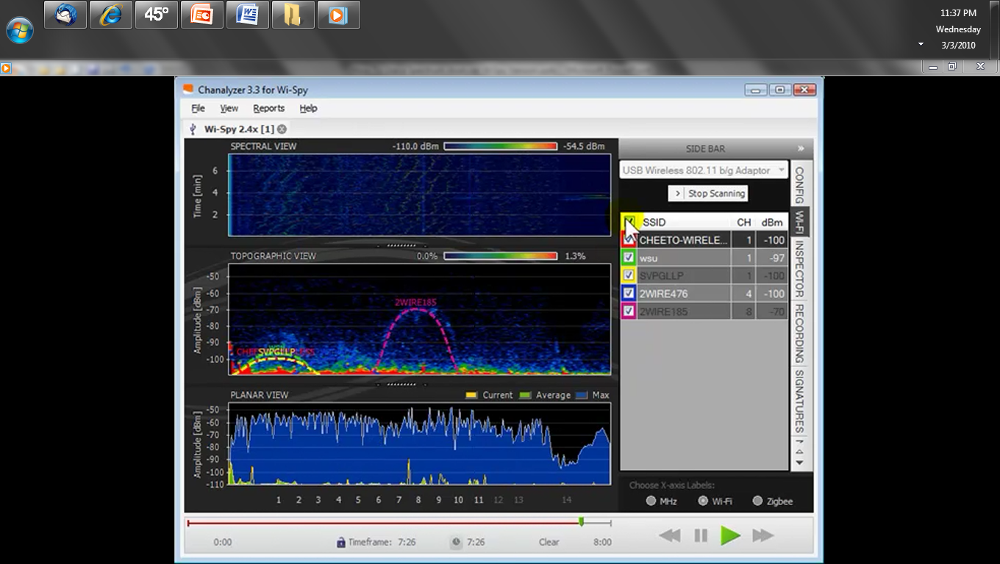 45°
11:37 PM
Wednesday
3/3/2010
Chanalyzer 3.3 for Wi-Spy
File View Reports Help
Wi-Spy 2.4x [1]
SPECTRAL VIEW -110.0 dBm -54.5 dBm
Time [min]
6
4
2
TOPOGRAPHIC VIEW 0.0% 1.3%
Amplitude [dBm]
-50
-60
-70
-80
-90
-100
2WIRE185
SVPGLLP
PLANAR VIEW Current Average Max
Amplitude [dBm]
-50
-60
-70
-80
-90
-100
-110
1 2 3 4 5 6 7 8 9 10 11 12 13 14
SIDE BAR »
USB Wireless 802.11 b/g Adaptor
> Stop Scanning
SSID CH dBm
CHEETO-WIRELE... 1 -100
wsu 1 -97
SVPGLLP 1 -100
2WIRE476 4 -100
2WIRE185 8 -70
CONFIG
WI-FI
INSPECTOR
RECORDING
SIGNATURES
Choose X-axis Labels:
MHz Wi-Fi Zigbee
0:00 Timeframe: 7:26 7:26 Clear 8:00